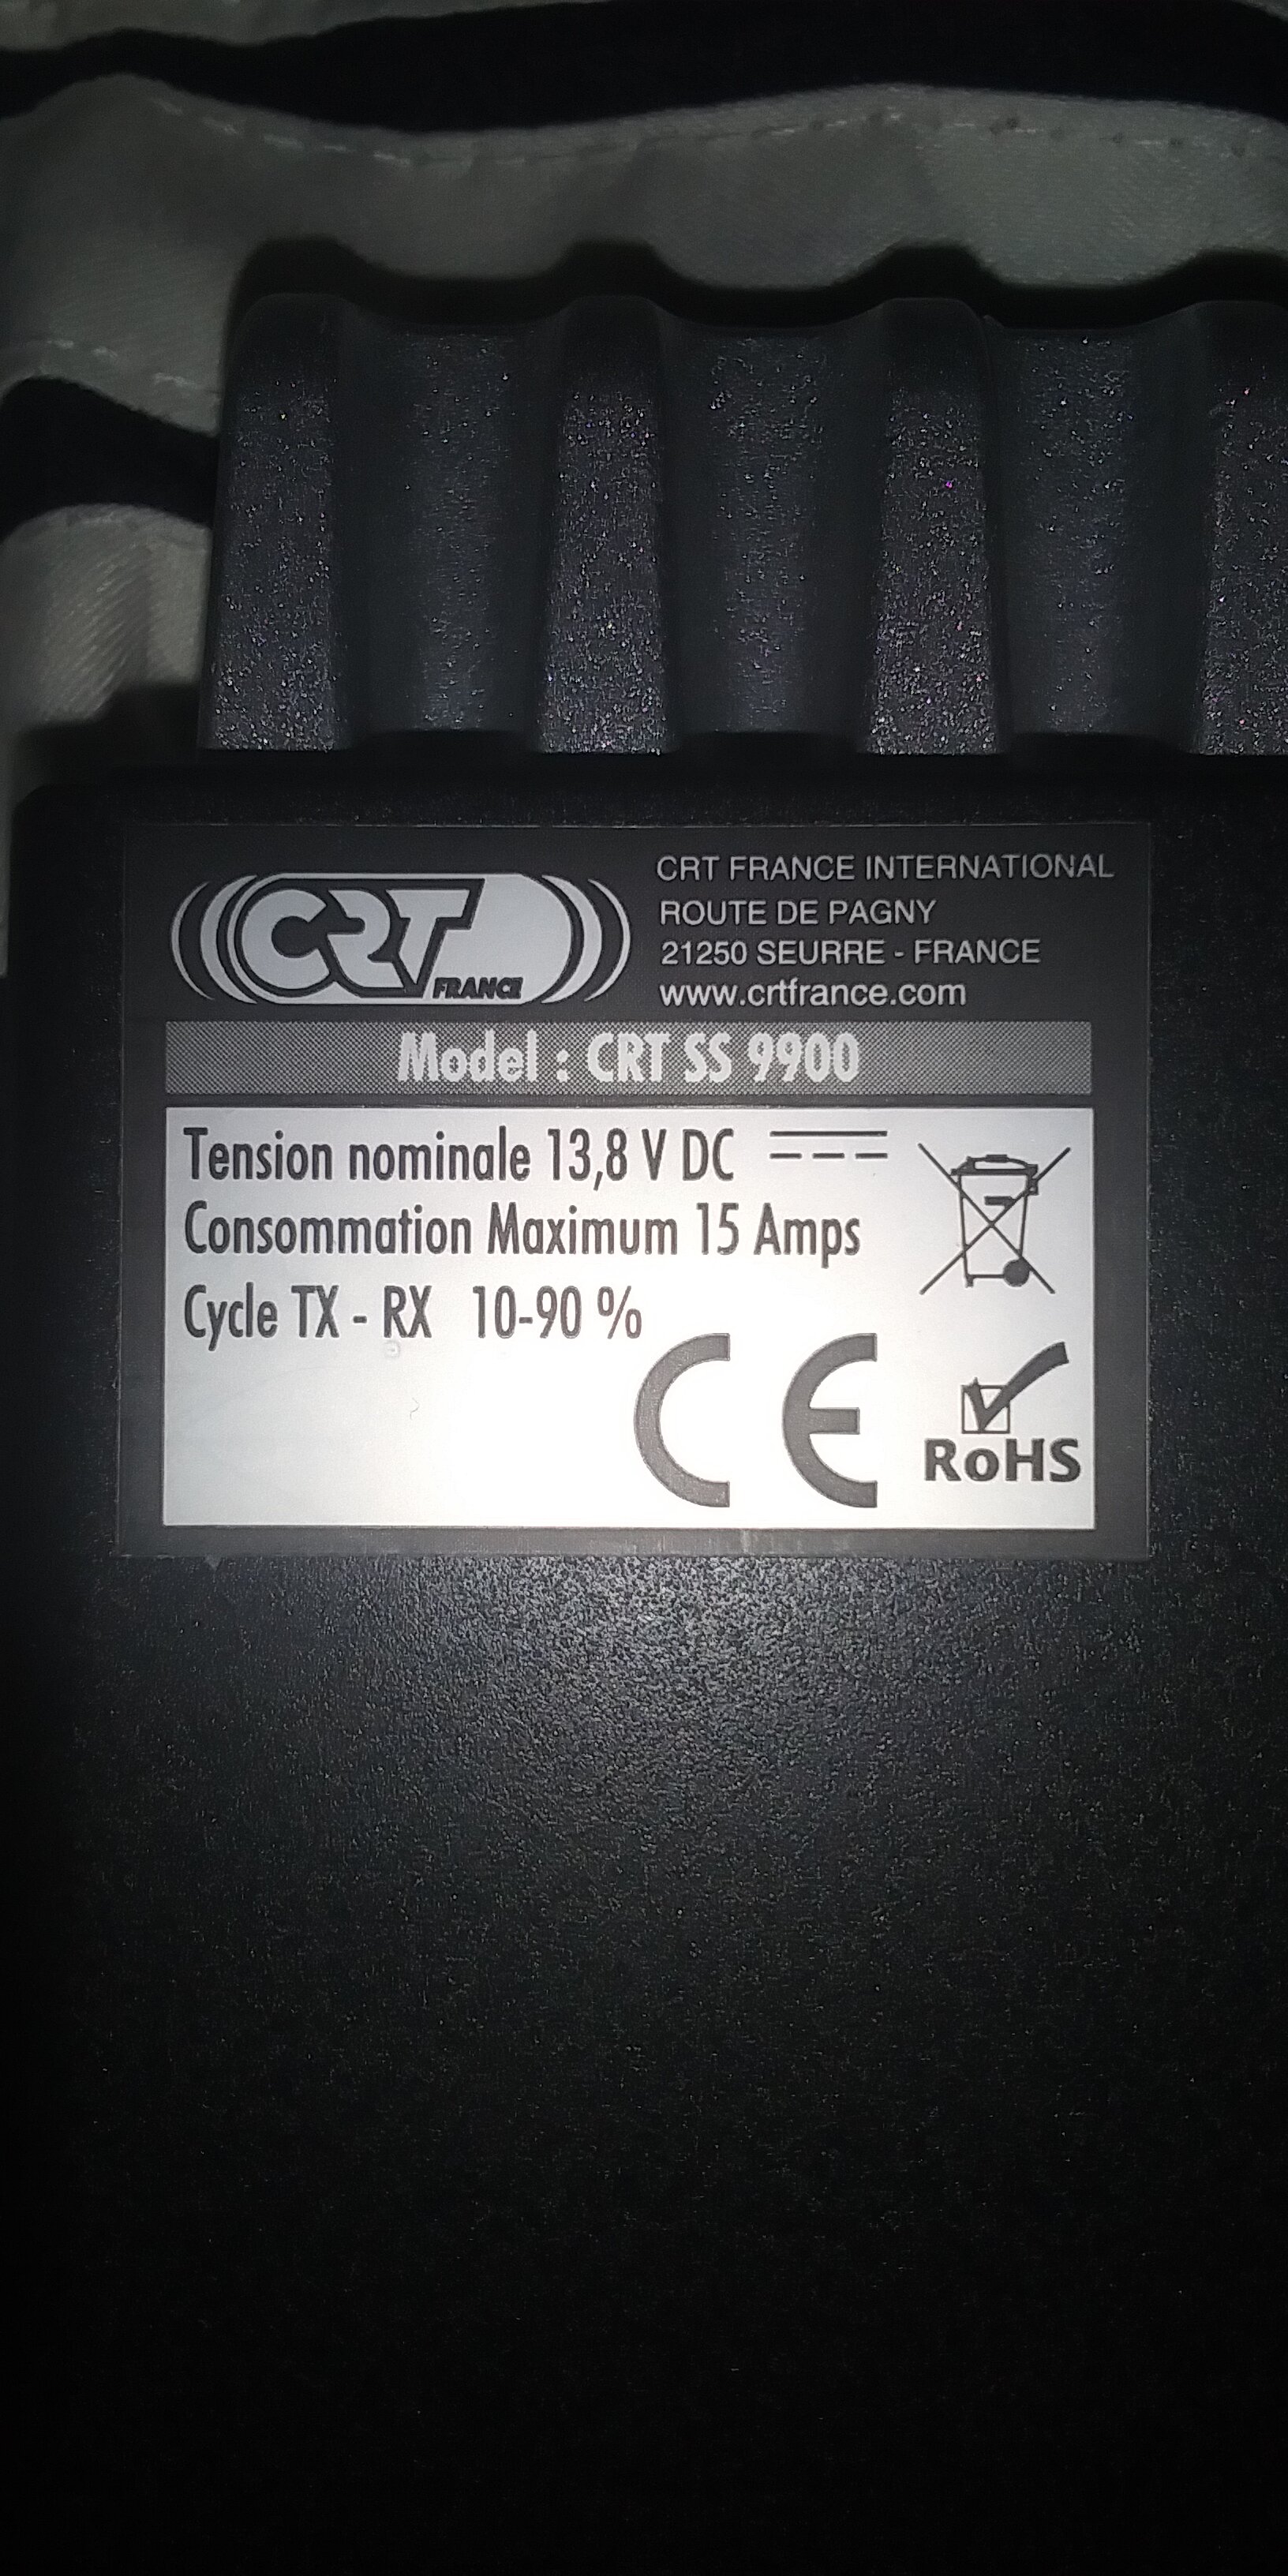 CRT
FRANCE
CRT FRANCE INTERNATIONAL
ROUTE DE PAGNY
21250 SEURRE - FRANCE
www.crtfrance.com
Model : CRT SS 9900
Tension nominale 13,8 V DC
Consommation Maximum 15 Amps
Cycle TX - RX 10-90 %
CE
RoHS